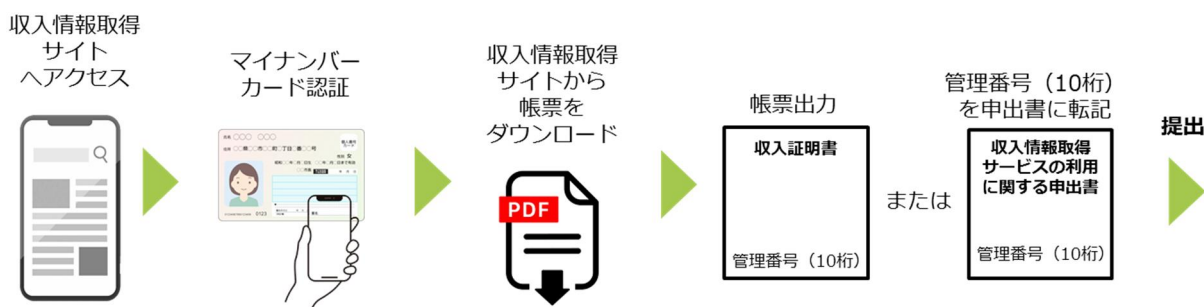 収入情報取得
サイト
へアクセス
マイナンバー
カード認証
収入情報取得
サイトから
帳票を
ダウンロード
PDF
帳票出力
収入証明書
管理番号（10桁）
または
管理番号（10桁）
を申出書に転記
収入情報取得
サービスの利用
に関する申出書
管理番号（10桁）
提出